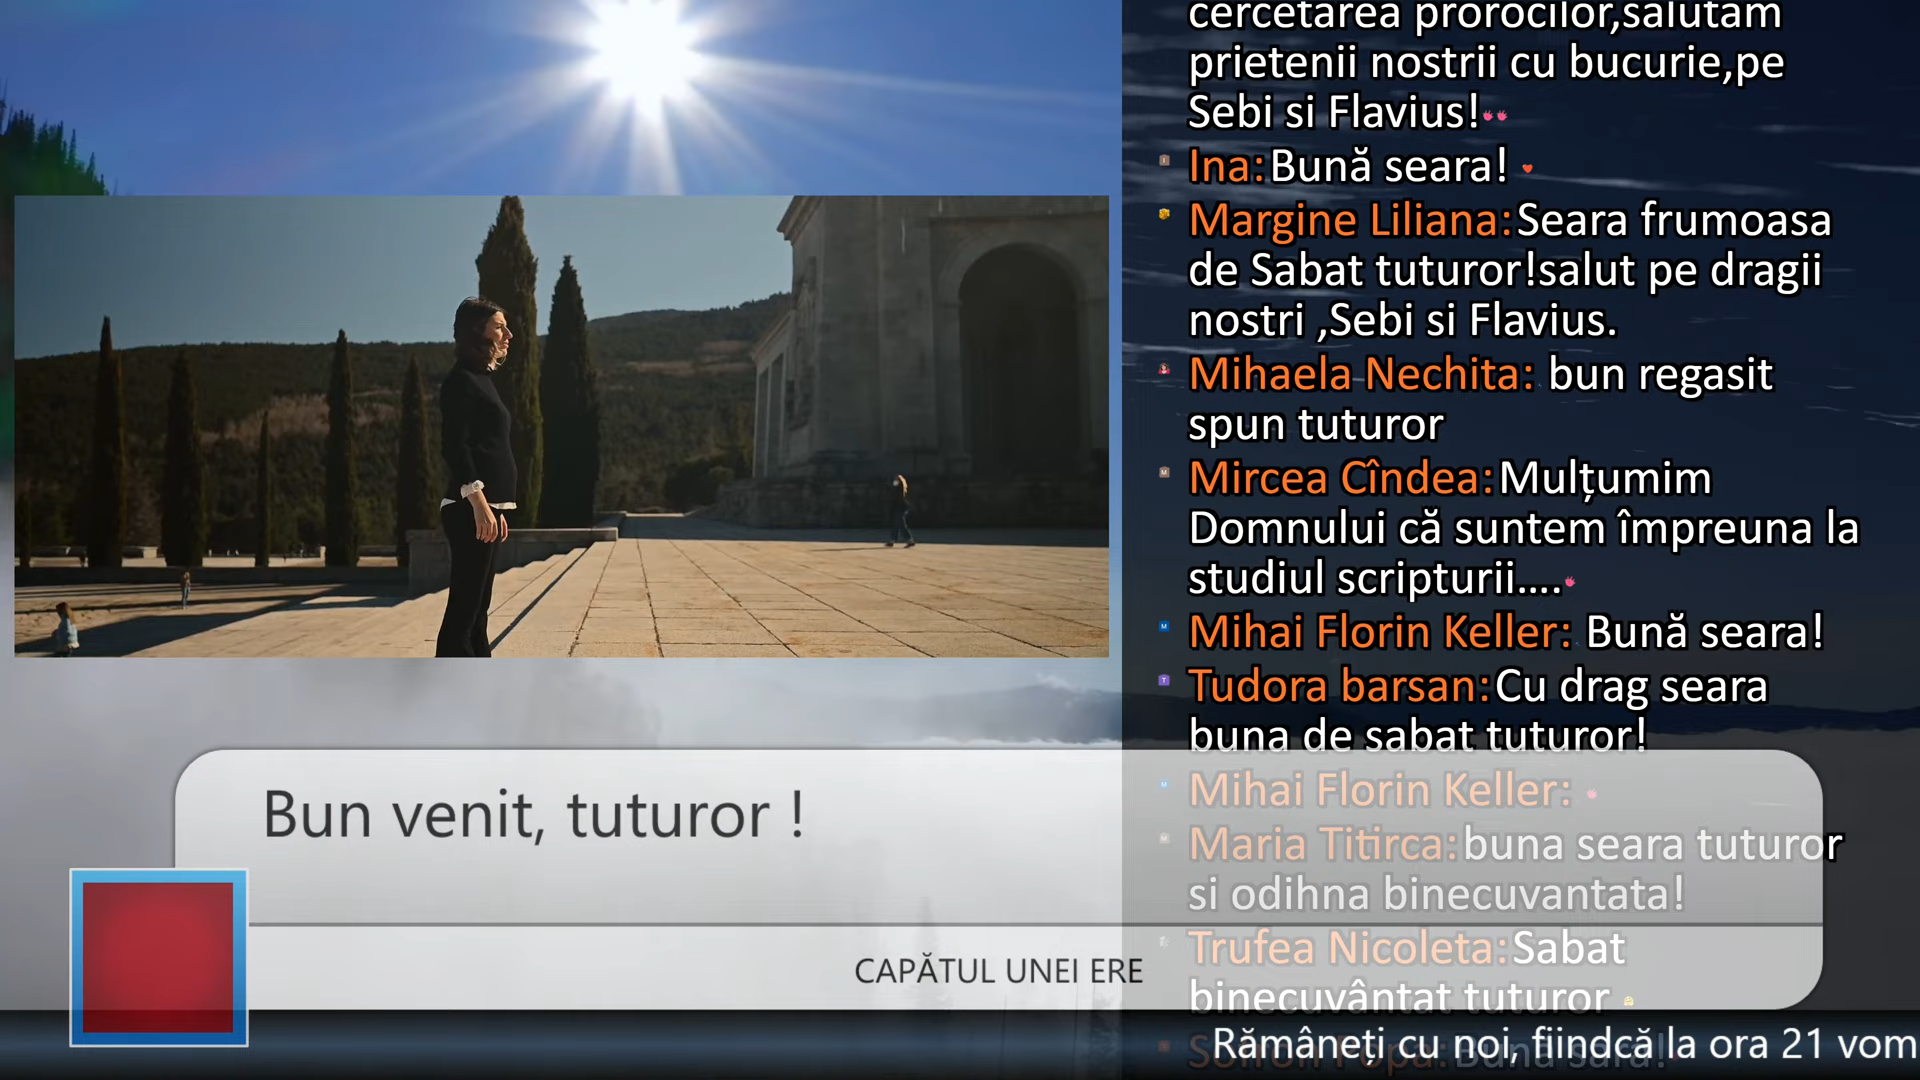 cercetarea prorocilor,salutam
prietenii nostrii cu bucurie,pe
Sebi si Flavius!
Ina:Bună seara!
Margine Liliana:Seara frumoasa
de Sabat tuturor!salut pe dragii
nostri ,Sebi si Flavius.
Mihaela Nechita: bun regasit
spun tuturor
Mircea Cîndea:Mulțumim
Domnului că suntem împreuna la
studiul scripturii....
Mihai Florin Keller: Bună seara!
Tudora barsan:Cu drag seara
buna de sabat tuturor!
Mihai Florin Keller:
Maria Titirca:buna seara tuturor
si odihna binecuvantata!
Trufea Nicoleta:Sabat
binecuvântat tuturor
Bun venit, tuturor !
CAPĂTUL UNEI ERE
Rămâneți cu noi, fiindcă la ora 21 vom